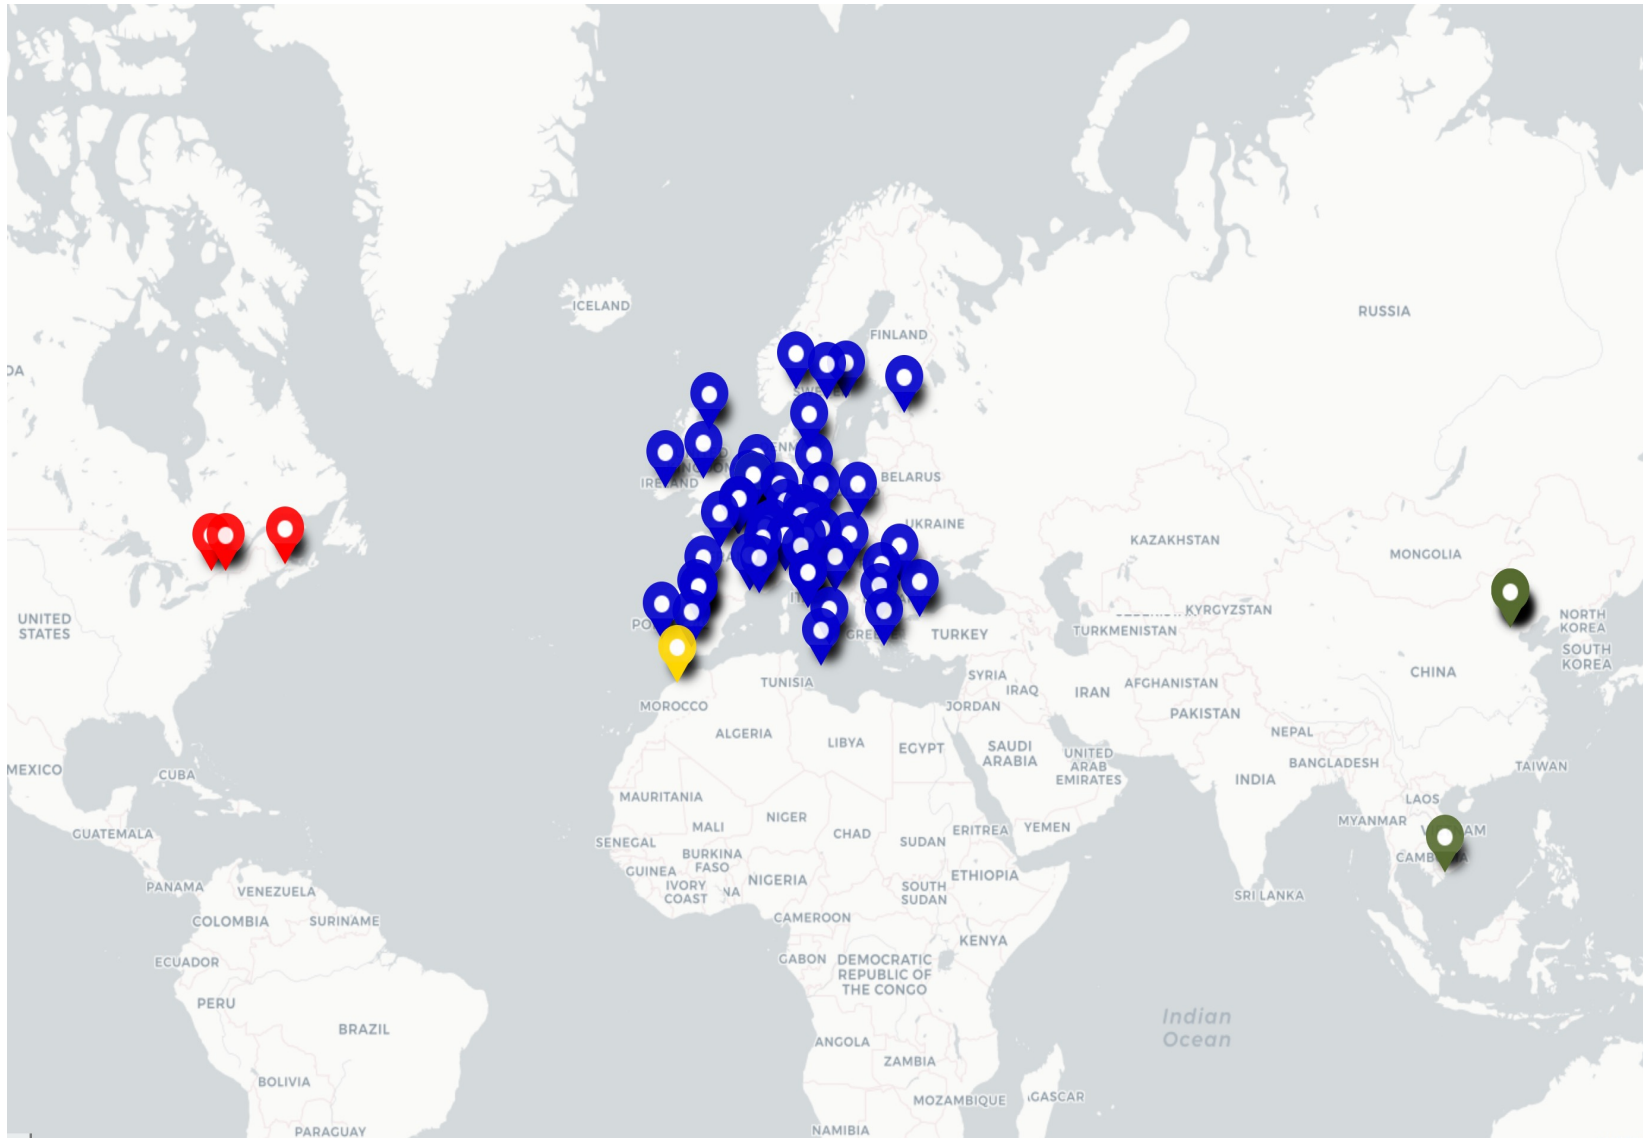 ICELAND
FINLAND
RUSSIA
DA
IRELAND
BELARUS
UKRAINE
KAZAKHSTAN
MONGOLIA
UNITED
STATES
KYRGYZSTAN
TURKMENISTAN
TURKEY
NORTH
KOREA
SOUTH
KOREA
CHINA
TUNISIA
SYRIA
IRAQ
IRAN
AFGHANISTAN
MOROCCO
JORDAN
PAKISTAN
ALGERIA
LIBYA
EGYPT
SAUDI
ARABIA
UNITED
ARAB
EMIRATES
NEPAL
BANGLADESH
TAIWAN
INDIA
MEXICO
CUBA
MAURITANIA
LAOS
MYANMAR
GUATEMALA
MALI
NIGER
CHAD
SUDAN
ERITREA
YEMEN
SENEGAL
BURKINA
FASO
GUINEA
IVORY
COAST
NA
NIGERIA
SOUTH
SUDAN
ETHIOPIA
SRI LANKA
PANAMA
VENEZUELA
COLOMBIA
SURINAME
CAMEROON
KENYA
ECUADOR
GABON
DEMOCRATIC
REPUBLIC OF
THE CONGO
PERU
BRAZIL
Indian
Ocean
ANGOLA
ZAMBIA
BOLIVIA
MOZAMBIQUE
GASCAR
PARAGUAY
NAMIBIA